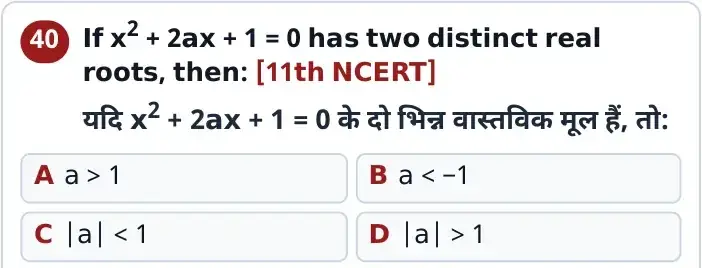 40 If x² + 2ax + 1 = 0 has two distinct real
roots, then: [11th NCERT]
यदि x² + 2ax + 1 = 0 के दो भिन्न वास्तविक मूल हैं, तो:
A a > 1
B a < −1
C |a| < 1
D |a| > 1